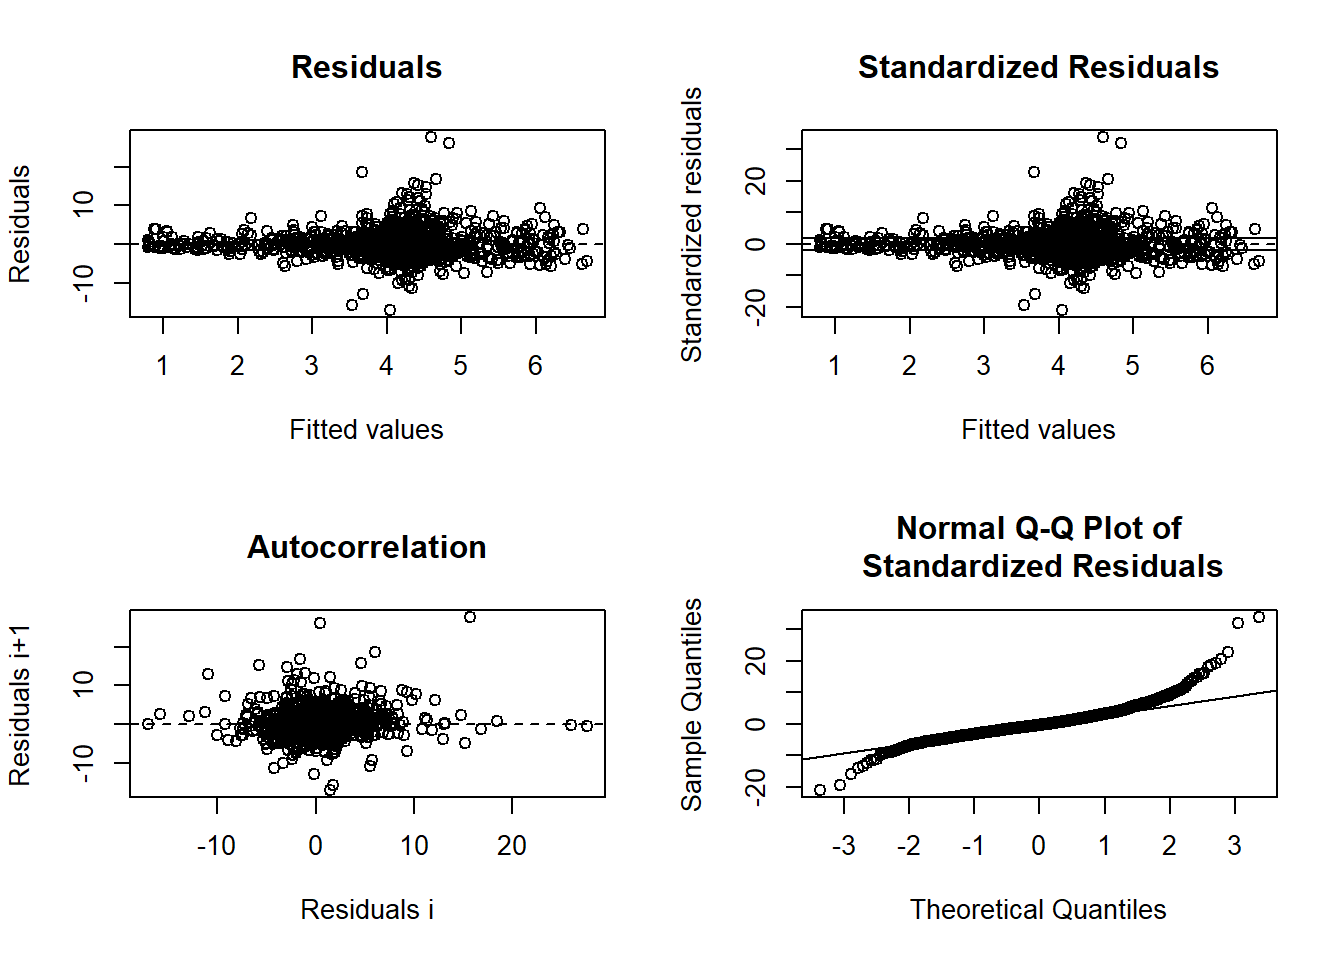 Residuals
Residuals
-10 10
1 2 3 4 5 6
Fitted values
Standardized Residuals
Standardized residuals
-20 0 20
1 2 3 4 5 6
Fitted values
Autocorrelation
Residuals i+1
-10 10
-10 0 10 20
Residuals i
Normal Q-Q Plot of
Standardized Residuals
Sample Quantiles
-20 0 20
-3 -2 -1 0 1 2 3
Theoretical Quantiles